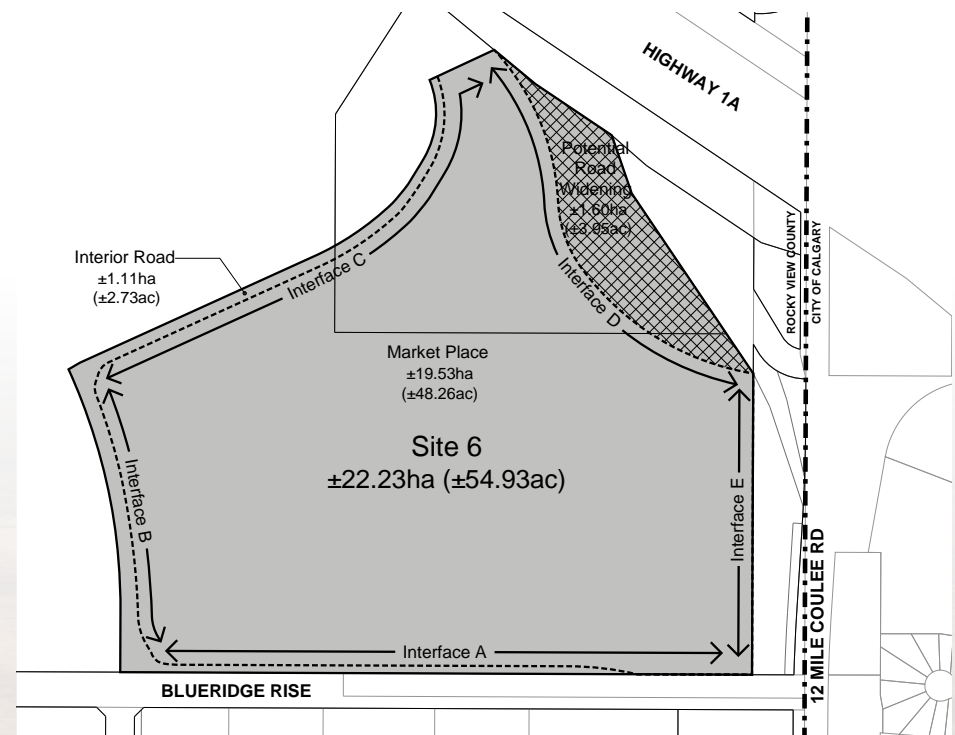 HIGHWAY 1A
Potential
Road
Widening
±1.60ha
(±3.95ac)
ROCKY VIEW COUNTY
CITY OF CALGARY
Interior Road
±1.11ha
(±2.73ac)
Interface C
Interface D
Market Place
±19.53ha
(±48.26ac)
Site 6
±22.23ha (±54.93ac)
Interface B
Interface E
Interface A
12 MILE COULEE RD
BLUERIDGE RISE